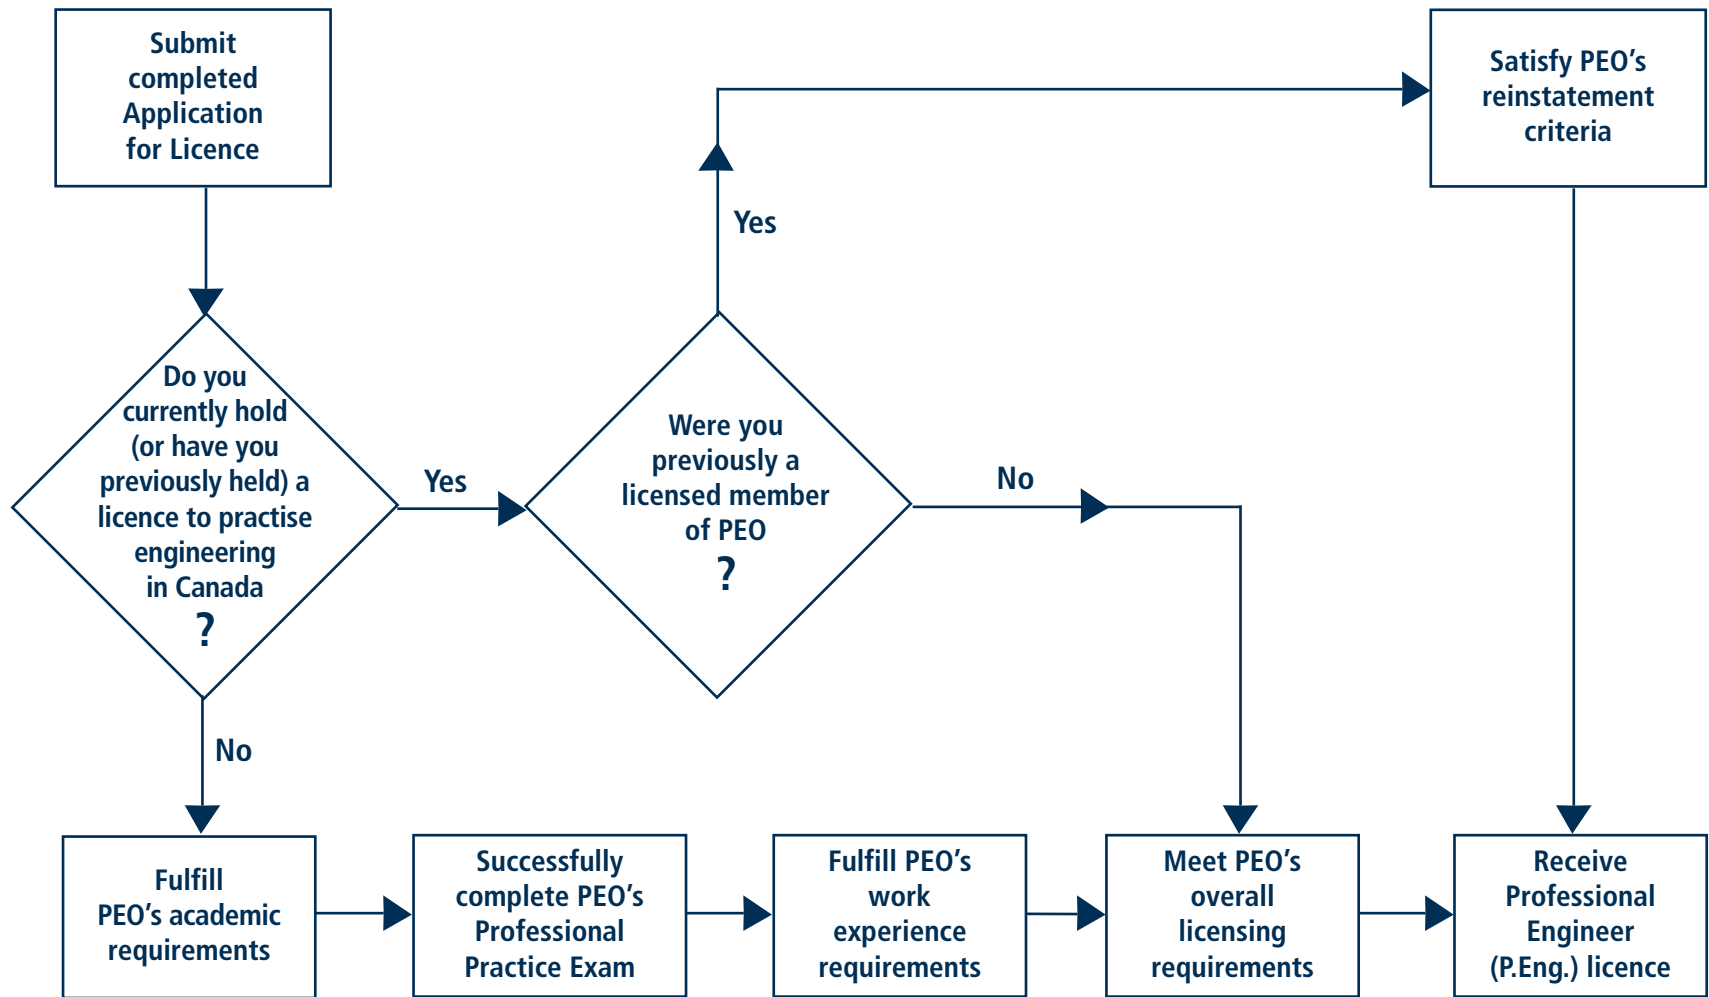 Submit
completed
Application
for Licence
Satisfy PEO’s
reinstatement
criteria
Yes
Do you
currently hold
(or have you
previously held) a
licence to practise
engineering
in Canada
?
Yes
Were you
previously a
licensed member
of PEO
?
No
No
Fulfill
PEO’s academic
requirements
Successfully
complete PEO’s
Professional
Practice Exam
Fulfill PEO’s
work
experience
requirements
Meet PEO’s
overall
licensing
requirements
Receive
Professional
Engineer
(P.Eng.) licence